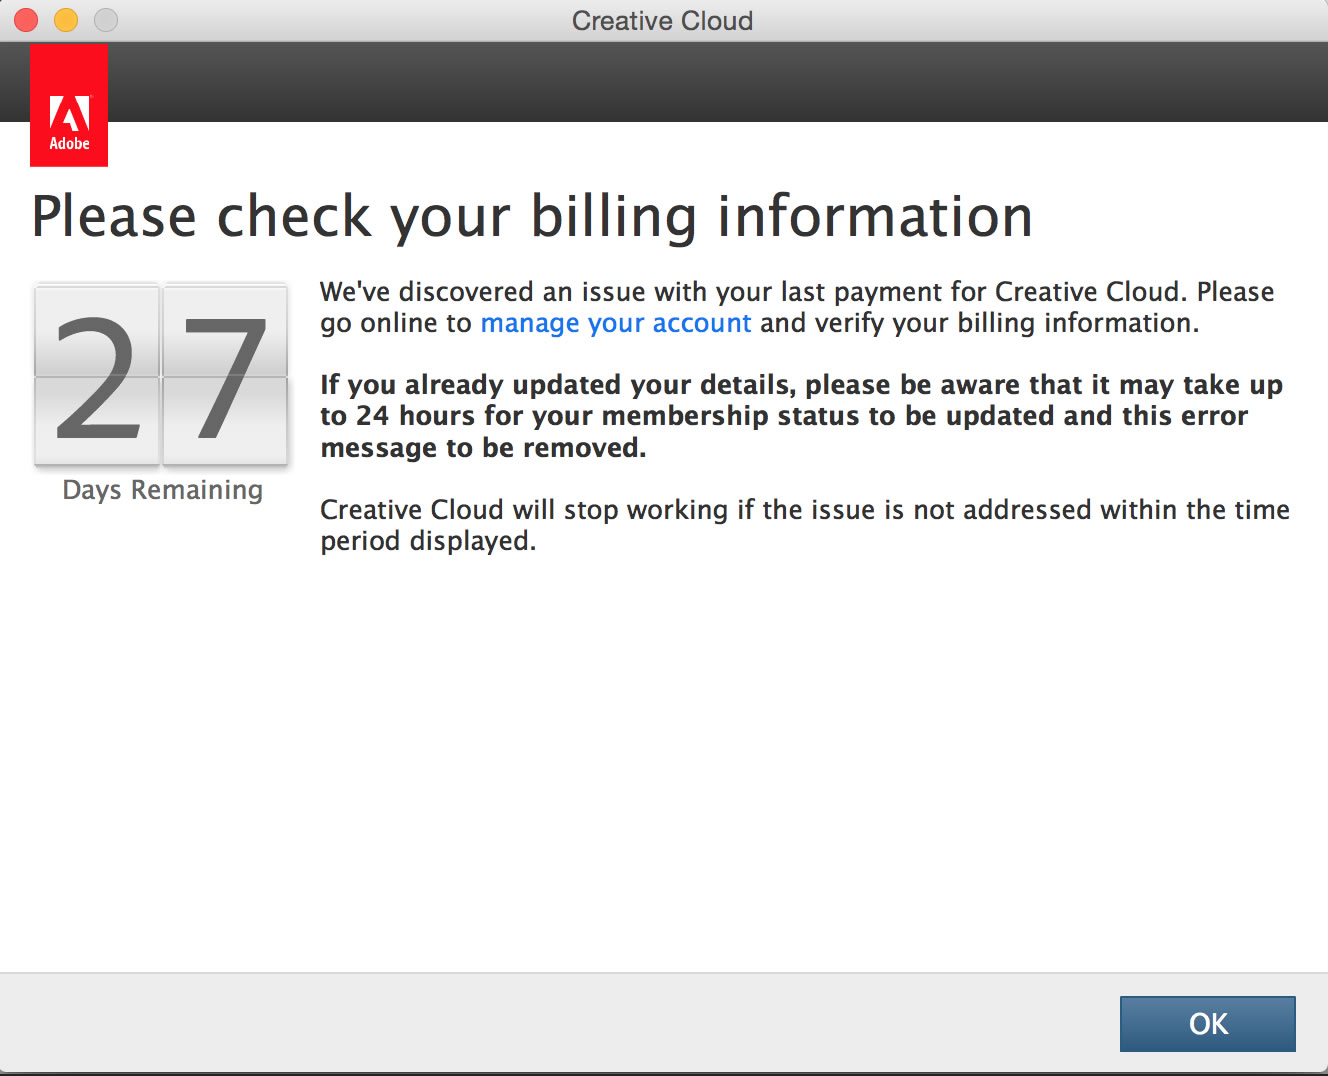 Creative Cloud
Adobe
Please check your billing information
27
Days Remaining
We've discovered an issue with your last payment for Creative Cloud. Please
go online to manage your account and verify your billing information.
If you already updated your details, please be aware that it may take up
to 24 hours for your membership status to be updated and this error
message to be removed.
Creative Cloud will stop working if the issue is not addressed within the time
period displayed.
OK